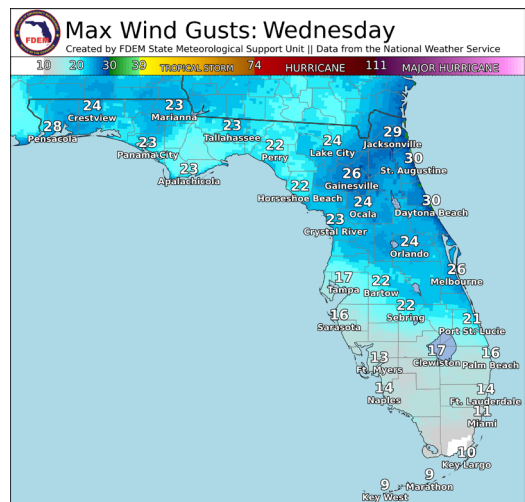 FDEM
Max Wind Gusts: Wednesday
Created by FDEM State Meteorological Support Unit || Data from the National Weather Service
10 20 30 39 TROPICAL STORM 74 HURRICANE 111 MAJOR HURRICANE
24
Crestview
23
Marianna
28
Pensacola
23
Panama City
23
Tallahassee
23
Apalachicola
22
Perry
24
Lake City
29
Jacksonville
30
St. Augustine
26
Gainesville
22
Horseshoe Beach
24
Ocala
30
Daytona Beach
23
Crystal River
24
Orlando
26
Melbourne
17
Tampa
22
Bartow
22
Sebring
16
Sarasota
21
Port St. Lucie
17
Clewiston
16
Palm Beach
13
Ft. Myers
14
Naples
14
Ft. Lauderdale
11
Miami
10
Key Largo
9
Marathon
9
Key West